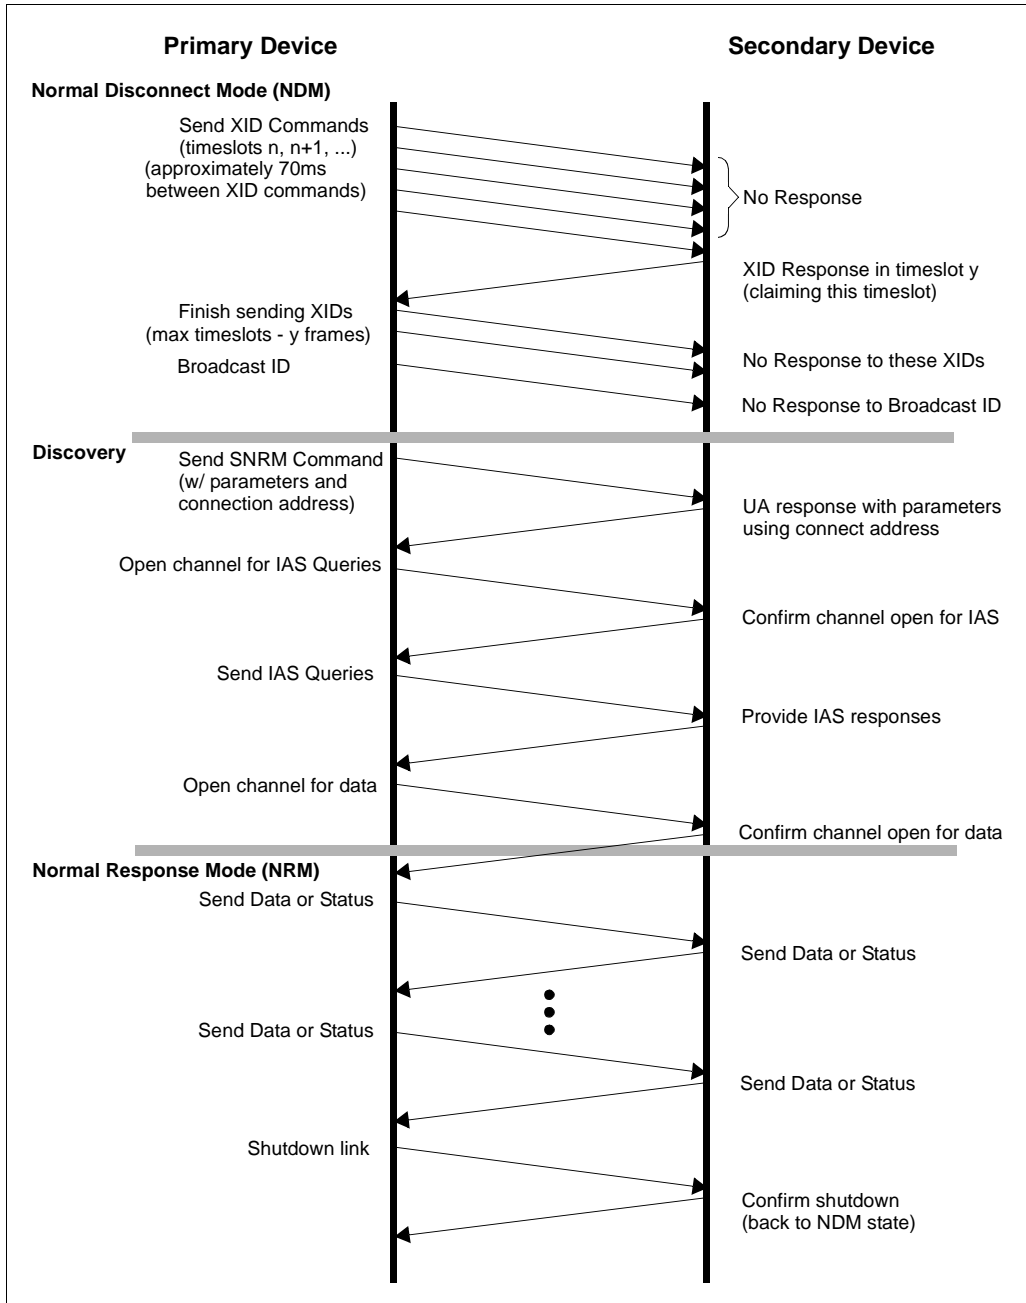 Primary Device
Secondary Device
Normal Disconnect Mode (NDM)
Send XID Commands
(timeslots n, n+1, ...)
(approximately 70ms
between XID commands)
No Response
XID Response in timeslot y
(claiming this timeslot)
Finish sending XIDs
(max timeslots - y frames)
No Response to these XIDs
Broadcast ID
No Response to Broadcast ID
Discovery
Send SNRM Command
(w/ parameters and
connection address)
UA response with parameters
using connect address
Open channel for IAS Queries
Confirm channel open for IAS
Send IAS Queries
Provide IAS responses
Open channel for data
Confirm channel open for data
Normal Response Mode (NRM)
Send Data or Status
Send Data or Status
Send Data or Status
Send Data or Status
Shutdown link
Confirm shutdown
(back to NDM state)